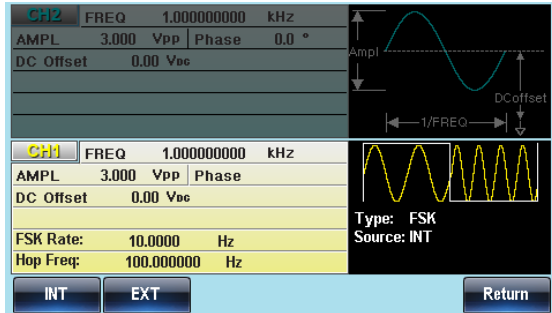 CH2 FREQ 1.000000000 kHz
AMPL 3.000 Vpp Phase 0.0 °
DC Offset 0.00 VDC
Ampl
DCoffset
1/FREQ
CH1 FREQ 1.000000000 kHz
AMPL 3.000 Vpp Phase
DC Offset 0.00 VDC
FSK Rate: 10.0000 Hz
Hop Freq: 100.000000 Hz
Type: FSK
Source: INT
INT EXT Return